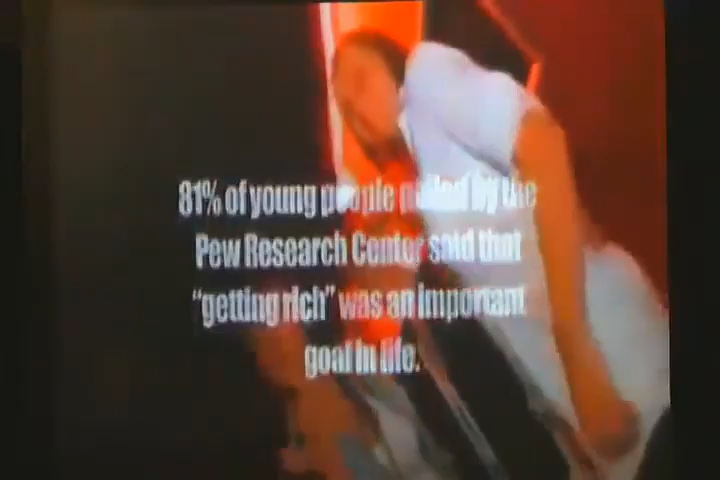 81% of young people polled by the
Pew Research Center said that
“getting rich” was an important
goal in life.